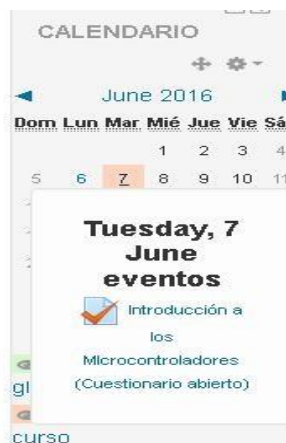 CALENDARIO
June 2016
Dom Lun Mar Mié Jue Vie Sá
1 2 3 4
5 6 7 8 9 10 11
Tuesday, 7
June
eventos
Introducción a
los
Microcontroladores
(Cuestionario abierto)
gl
curso